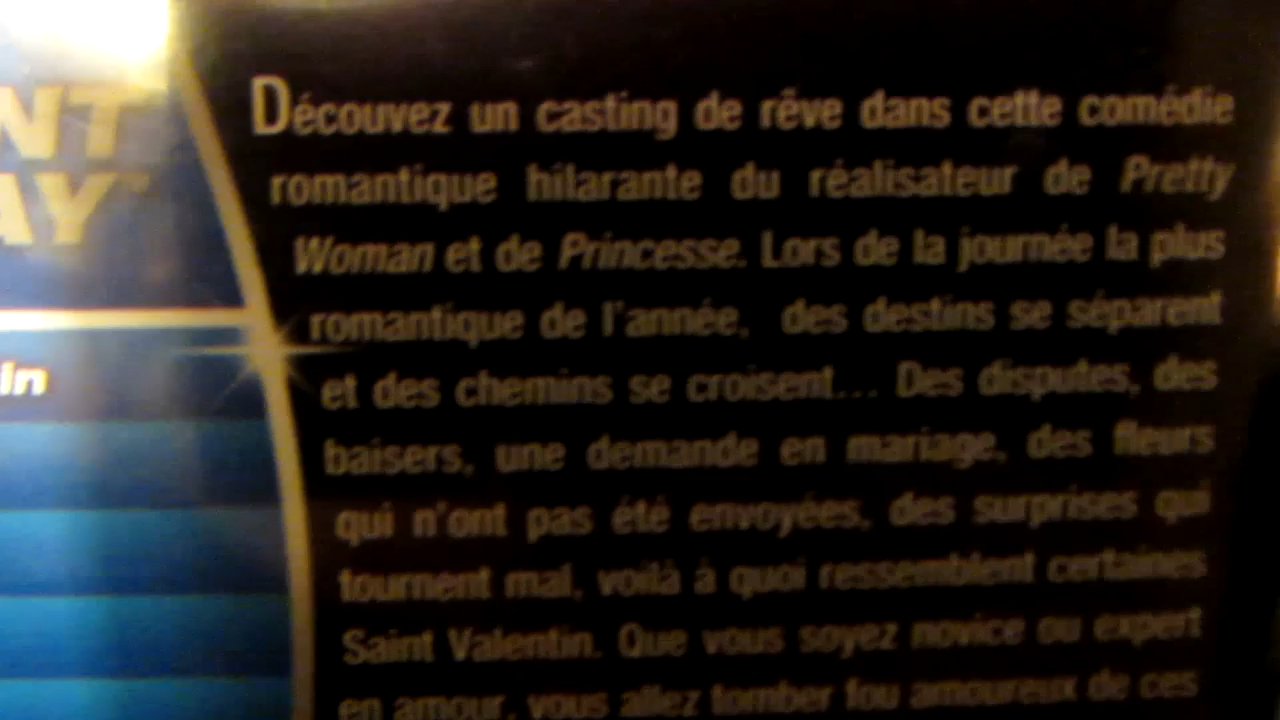 NT
AY
in
Découvez un casting de rêve dans cette comédie
romantique hilarante du réalisateur de Pretty
Woman et de Princesse. Lors de la journée la plus
romantique de l'année, des destins se séparent
et des chemins se croisent... Des disputes, des
baisers, une demande en mariage, des fleurs
qui n'ont pas été envoyées, des surprises qui
tournent mal, voilà à quoi ressemblent certaines
Saint Valentin. Que vous soyez novice ou expert
en amour, vous allez tomber fou amoureux de ces